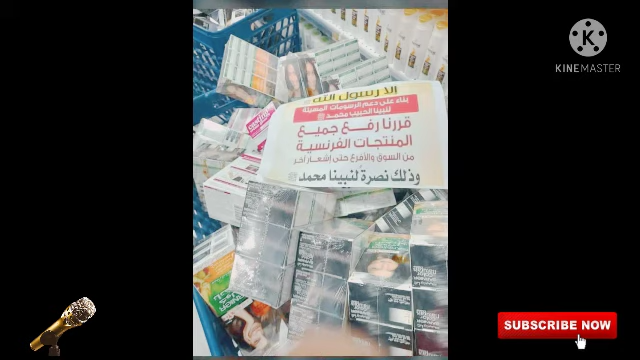 إلا رسول الله
بناء على دعم الرسومات المسيئة
لنبينا الحبيب محمد ﷺ
قررنا رفع جميع
المنتجات الفرنسية
من السوق والأفرع حتى إشعار آخر
وذلك نصرة لنبينا محمد ﷺ
KINEMASTER
SUBSCRIBE NOW